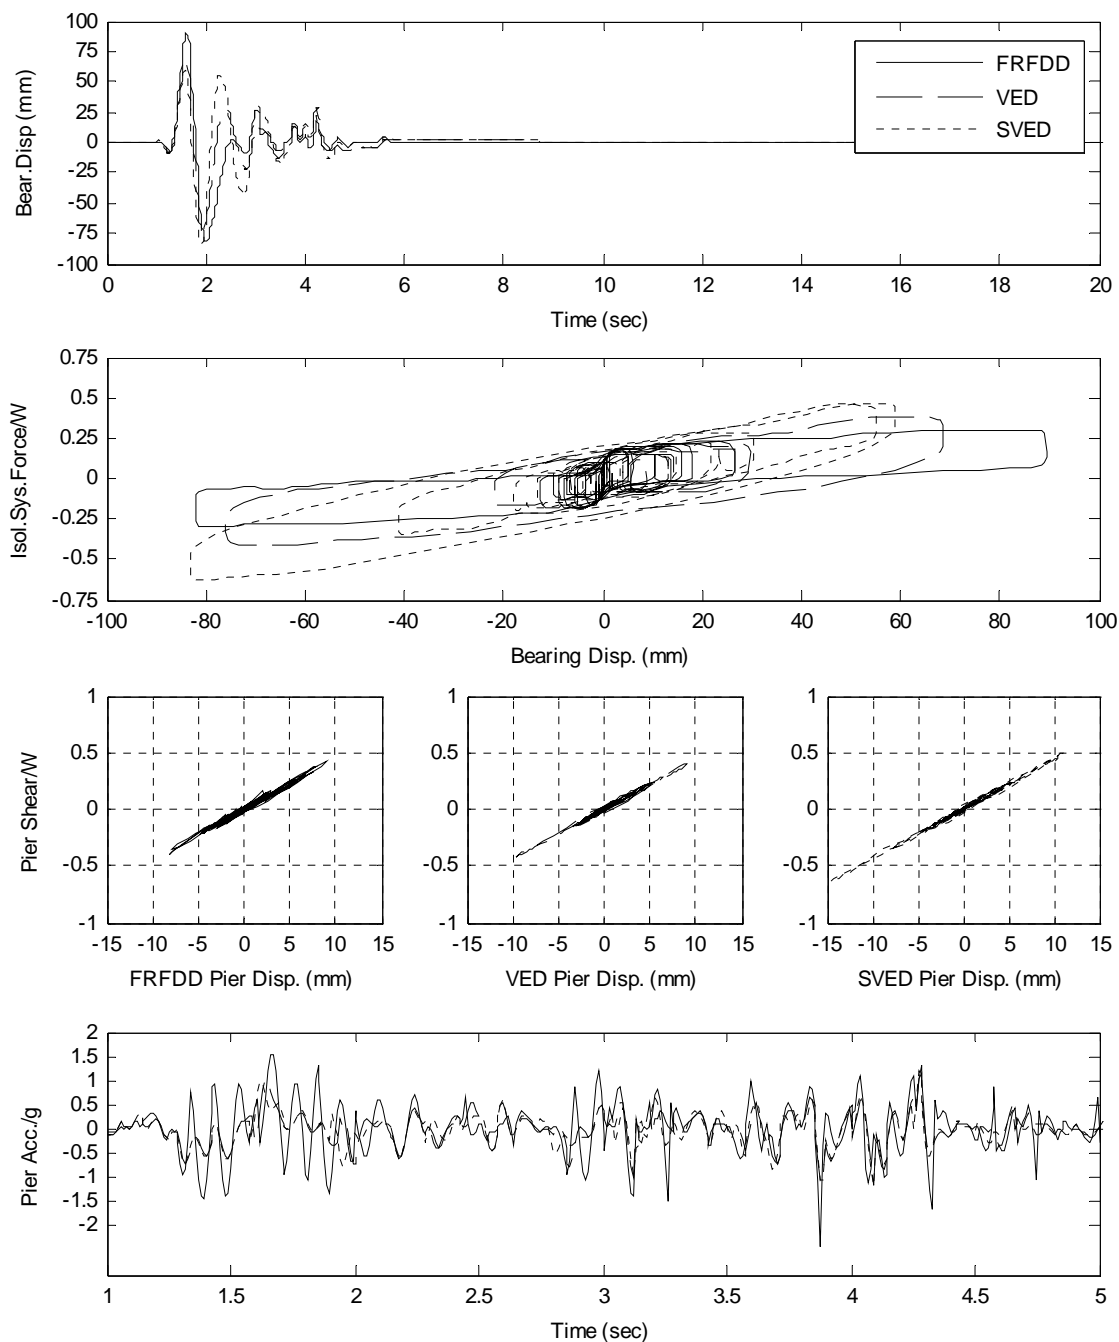 100
75
50
25
0
-25
-50
-75
-100
Bear.Disp (mm)
FRFDD
VED
SVED
0 2 4 6 8 10 12 14 16 18 20
Time (sec)
0.75
0.5
0.25
0
-0.25
-0.5
-0.75
Isol.Sys.Force/W
-100 -80 -60 -40 -20 0 20 40 60 80 100
Bearing Disp. (mm)
1
0.5
0
-0.5
-1
Pier Shear/W
-15 -10 -5 0 5 10 15
FRFDD Pier Disp. (mm)
1
0.5
0
-0.5
-1
-15 -10 -5 0 5 10 15
VED Pier Disp. (mm)
1
0.5
0
-0.5
-1
-15 -10 -5 0 5 10 15
SVED Pier Disp. (mm)
2
1.5
1
0.5
0
-0.5
-1
-1.5
-2
Pier Acc./g
1 1.5 2 2.5 3 3.5 4 4.5 5
Time (sec)